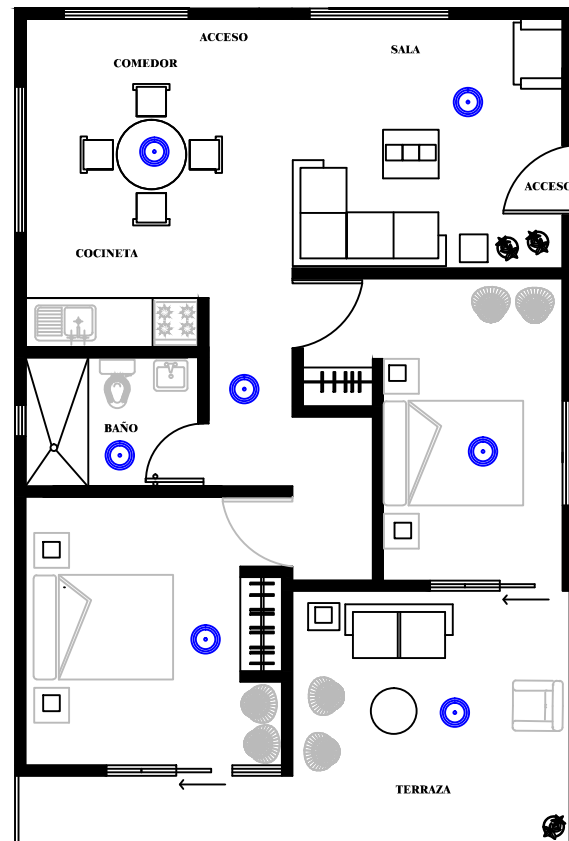 ACCESO
SALA
COMEDOR
ACCESO
COCINETA
BAÑO
TERRAZA